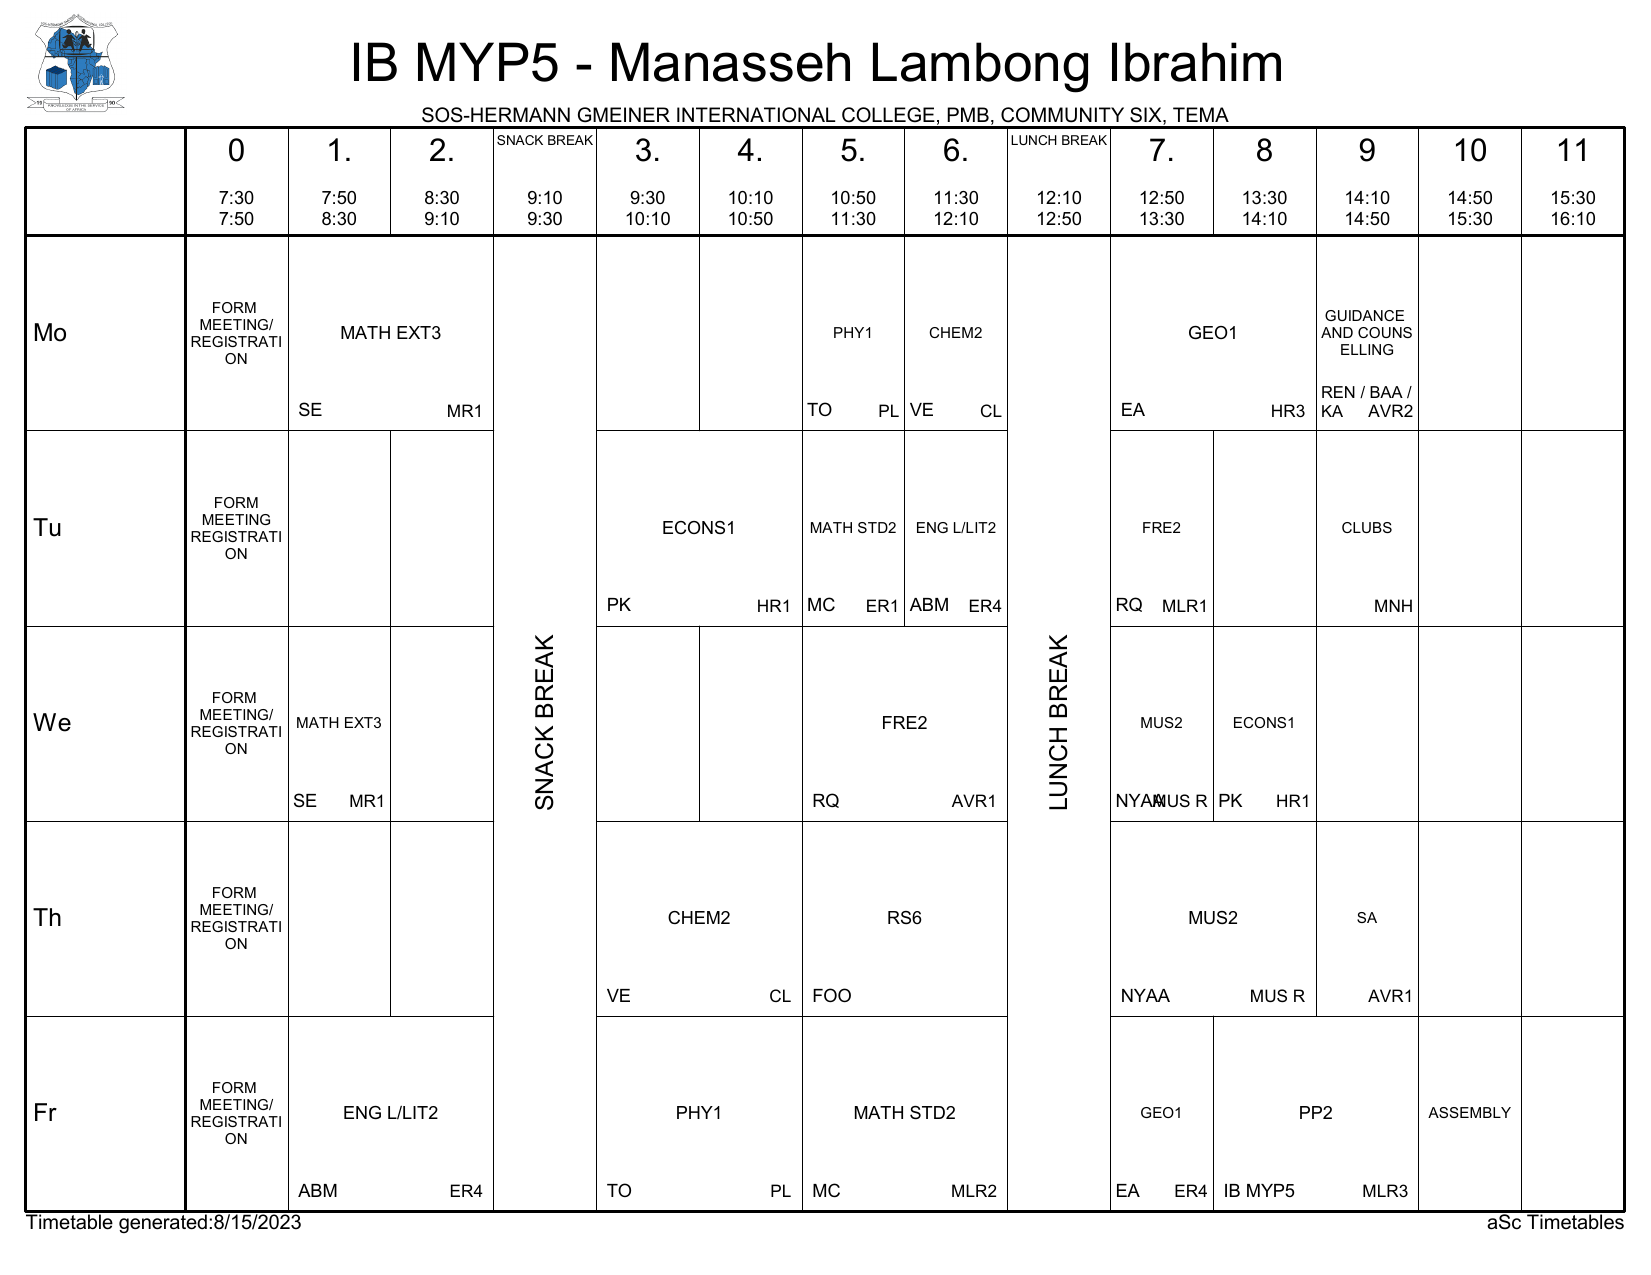 IB MYP5 - Manasseh Lambong Ibrahim
SOS-HERMANN GMEINER INTERNATIONAL COLLEGE, PMB, COMMUNITY SIX, TEMA
0 1. 2. SNACK BREAK 3. 4. 5. 6. LUNCH BREAK 7. 8 9 10 11
7:30 7:50 8:30 9:10 9:30 10:10 10:50 11:30 12:10 12:50 13:30 14:10 14:50 15:30
7:50 8:30 9:10 9:30 10:10 10:50 11:30 12:10 12:50 13:30 14:10 14:50 15:30 16:10
Mo
FORM
MEETING/
REGISTRATI
ON
MATH EXT3
SE MR1
PHY1
TO PL
CHEM2
VE CL
GEO1
EA HR3
GUIDANCE
AND COUNS
ELLING
REN / BAA /
KA AVR2
Tu
FORM
MEETING
REGISTRATI
ON
ECONS1
PK HR1
MATH STD2
MC ER1
ENG L/LIT2
ABM ER4
FRE2
RQ MLR1
CLUBS
MNH
SNACK BREAK
LUNCH BREAK
We
FORM
MEETING/
REGISTRATI
ON
MATH EXT3
SE MR1
FRE2
RQ AVR1
MUS2
NYAA MUS R
ECONS1
PK HR1
Th
FORM
MEETING/
REGISTRATI
ON
CHEM2
VE CL
RS6
FOO
MUS2
NYAA MUS R
SA
AVR1
Fr
FORM
MEETING/
REGISTRATI
ON
ENG L/LIT2
ABM ER4
PHY1
TO PL
MATH STD2
MC MLR2
GEO1
EA ER4
PP2
IB MYP5 MLR3
ASSEMBLY
Timetable generated:8/15/2023 aSc Timetables